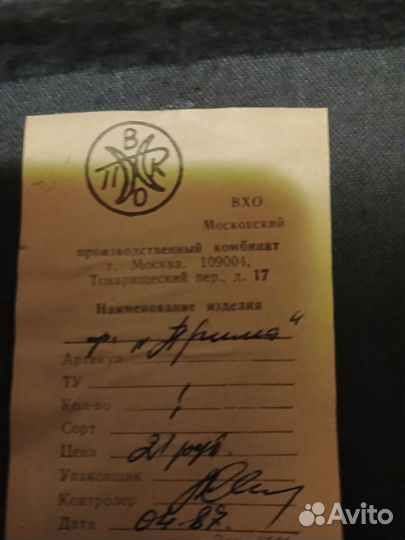 В
П К
О
ВХО
Московский
производственный комбинат
г. Москва, 109004,
Товарищеский пер., д. 17
Наименование изделия
"Прима"
Артикул
ТУ
Кол-во 1
Сорт
Цена 21 руб
Упаковщик
Контролер
Дата 04-87.
Avito